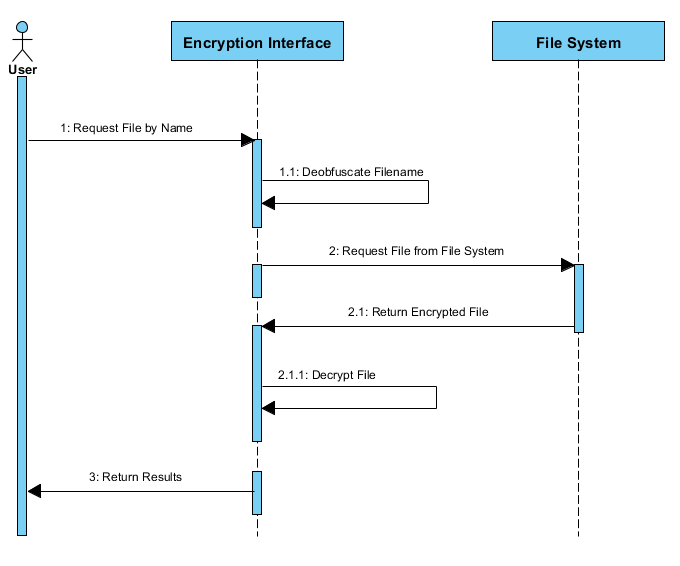 Encryption Interface
File System
User
1: Request File by Name
1.1: Deobfuscate Filename
2: Request File from File System
2.1: Return Encrypted File
2.1.1: Decrypt File
3: Return Results